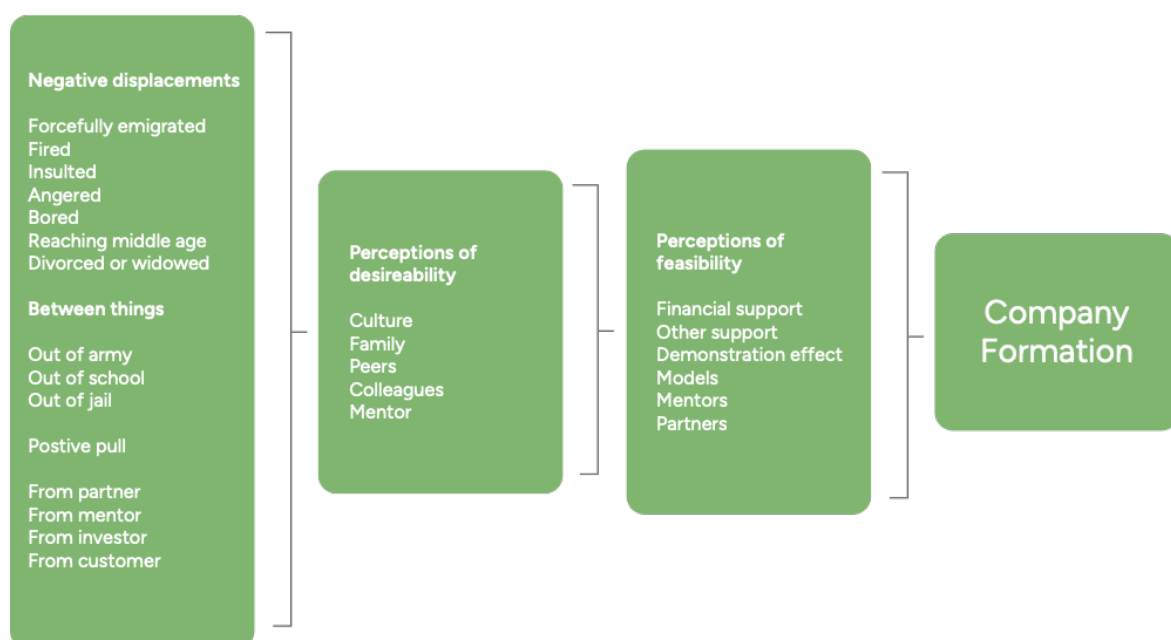 Negative displacements
Forcefully emigrated
Fired
Insulted
Angered
Bored
Reaching middle age
Divorced or widowed
Between things
Out of army
Out of school
Out of jail
Postive pull
From partner
From mentor
From investor
From customer
Perceptions of
desireability
Culture
Family
Peers
Colleagues
Mentor
Perceptions of
feasibility
Financial support
Other support
Demonstration effect
Models
Mentors
Partners
Company
Formation